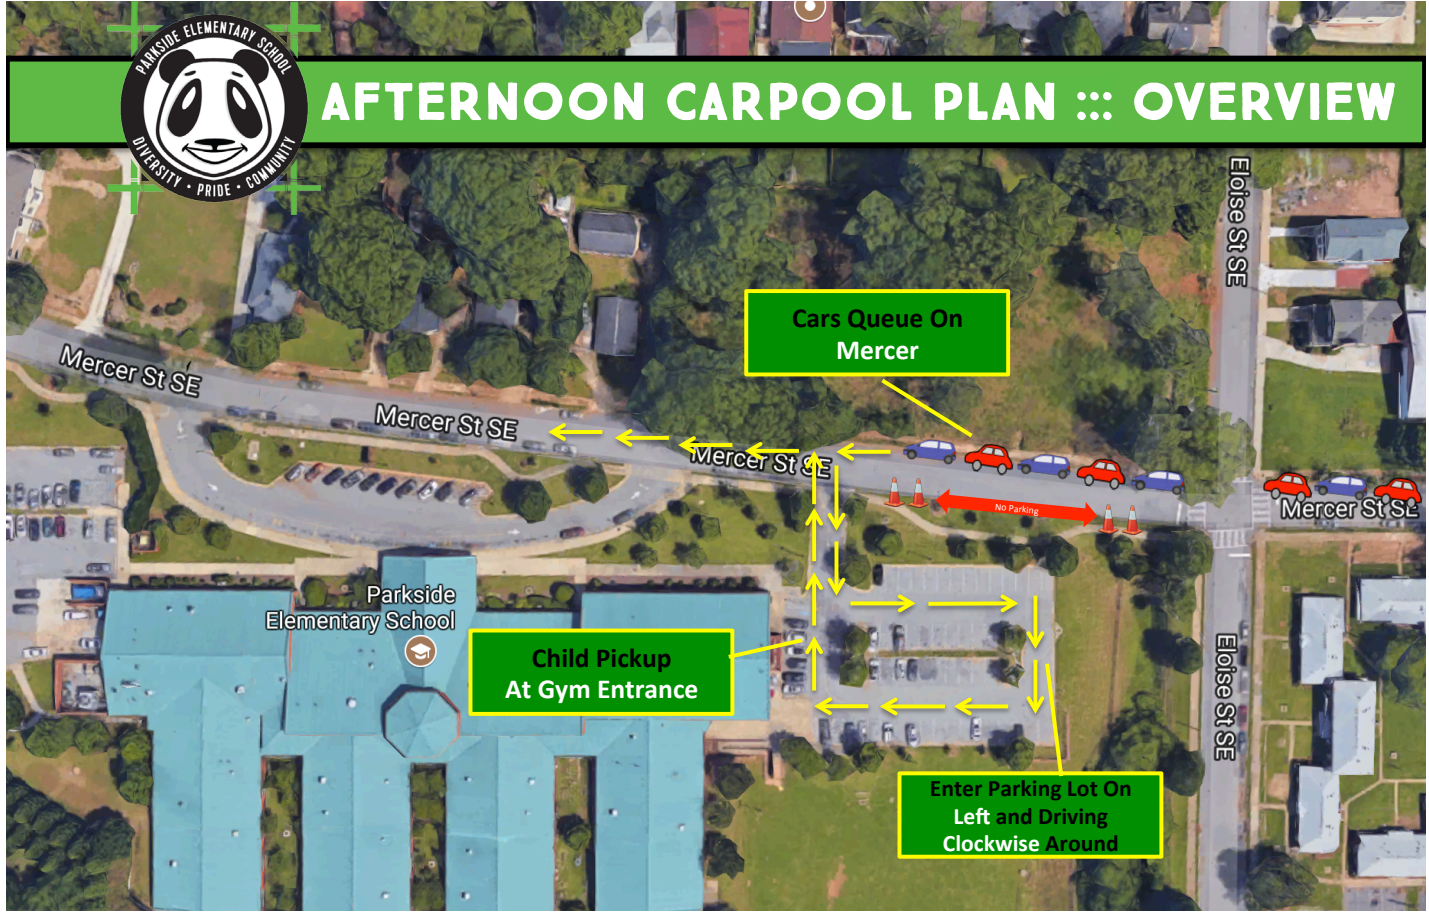 PARKSIDE ELEMENTARY SCHOOL
DIVERSITY • PRIDE • COMMUNITY
AFTERNOON CARPOOL PLAN ::: OVERVIEW
Eloise St SE
Cars Queue On
Mercer
Mercer St SE
Mercer St SE
Mercer St SE
Mercer St SE
No Parking
Parkside
Elementary School
Child Pickup
At Gym Entrance
Eloise St SE
Enter Parking Lot On
Left and Driving
Clockwise Around